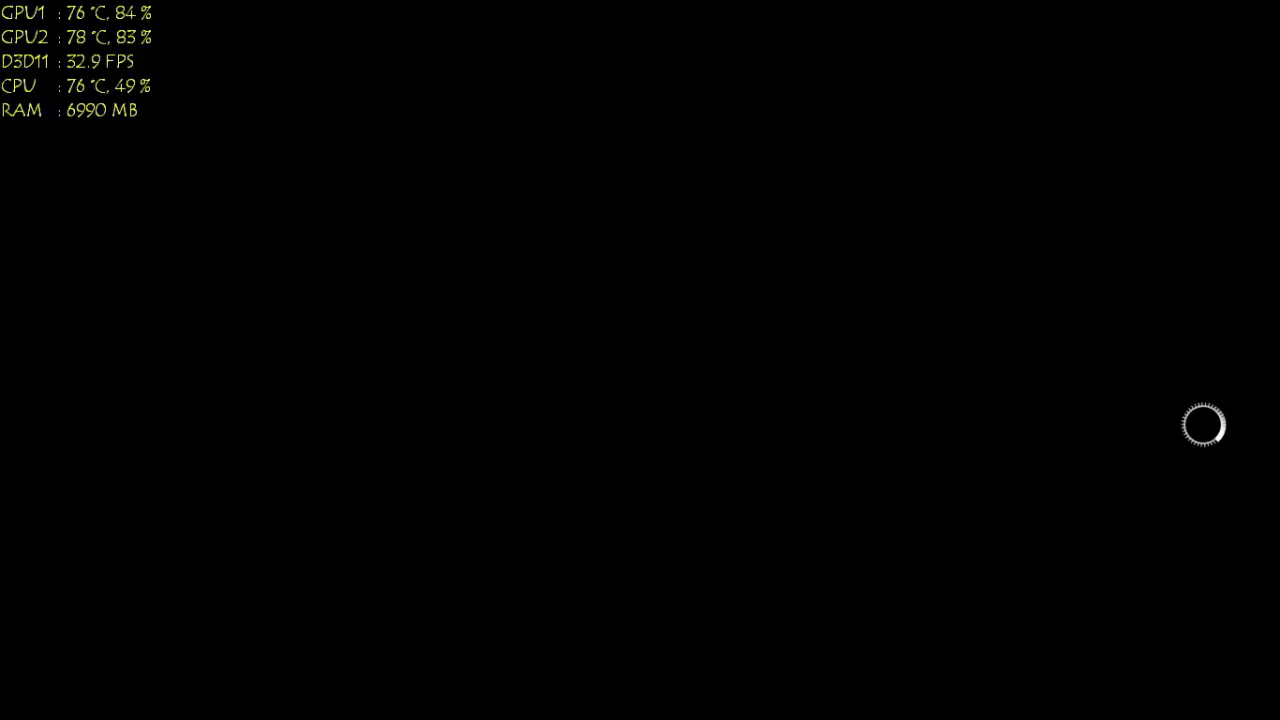 GPU1 : 76 °C, 84 %
GPU2 : 78 °C, 83 %
D3D11 : 32.9 FPS
CPU : 76 °C, 49 %
RAM : 6990 MB